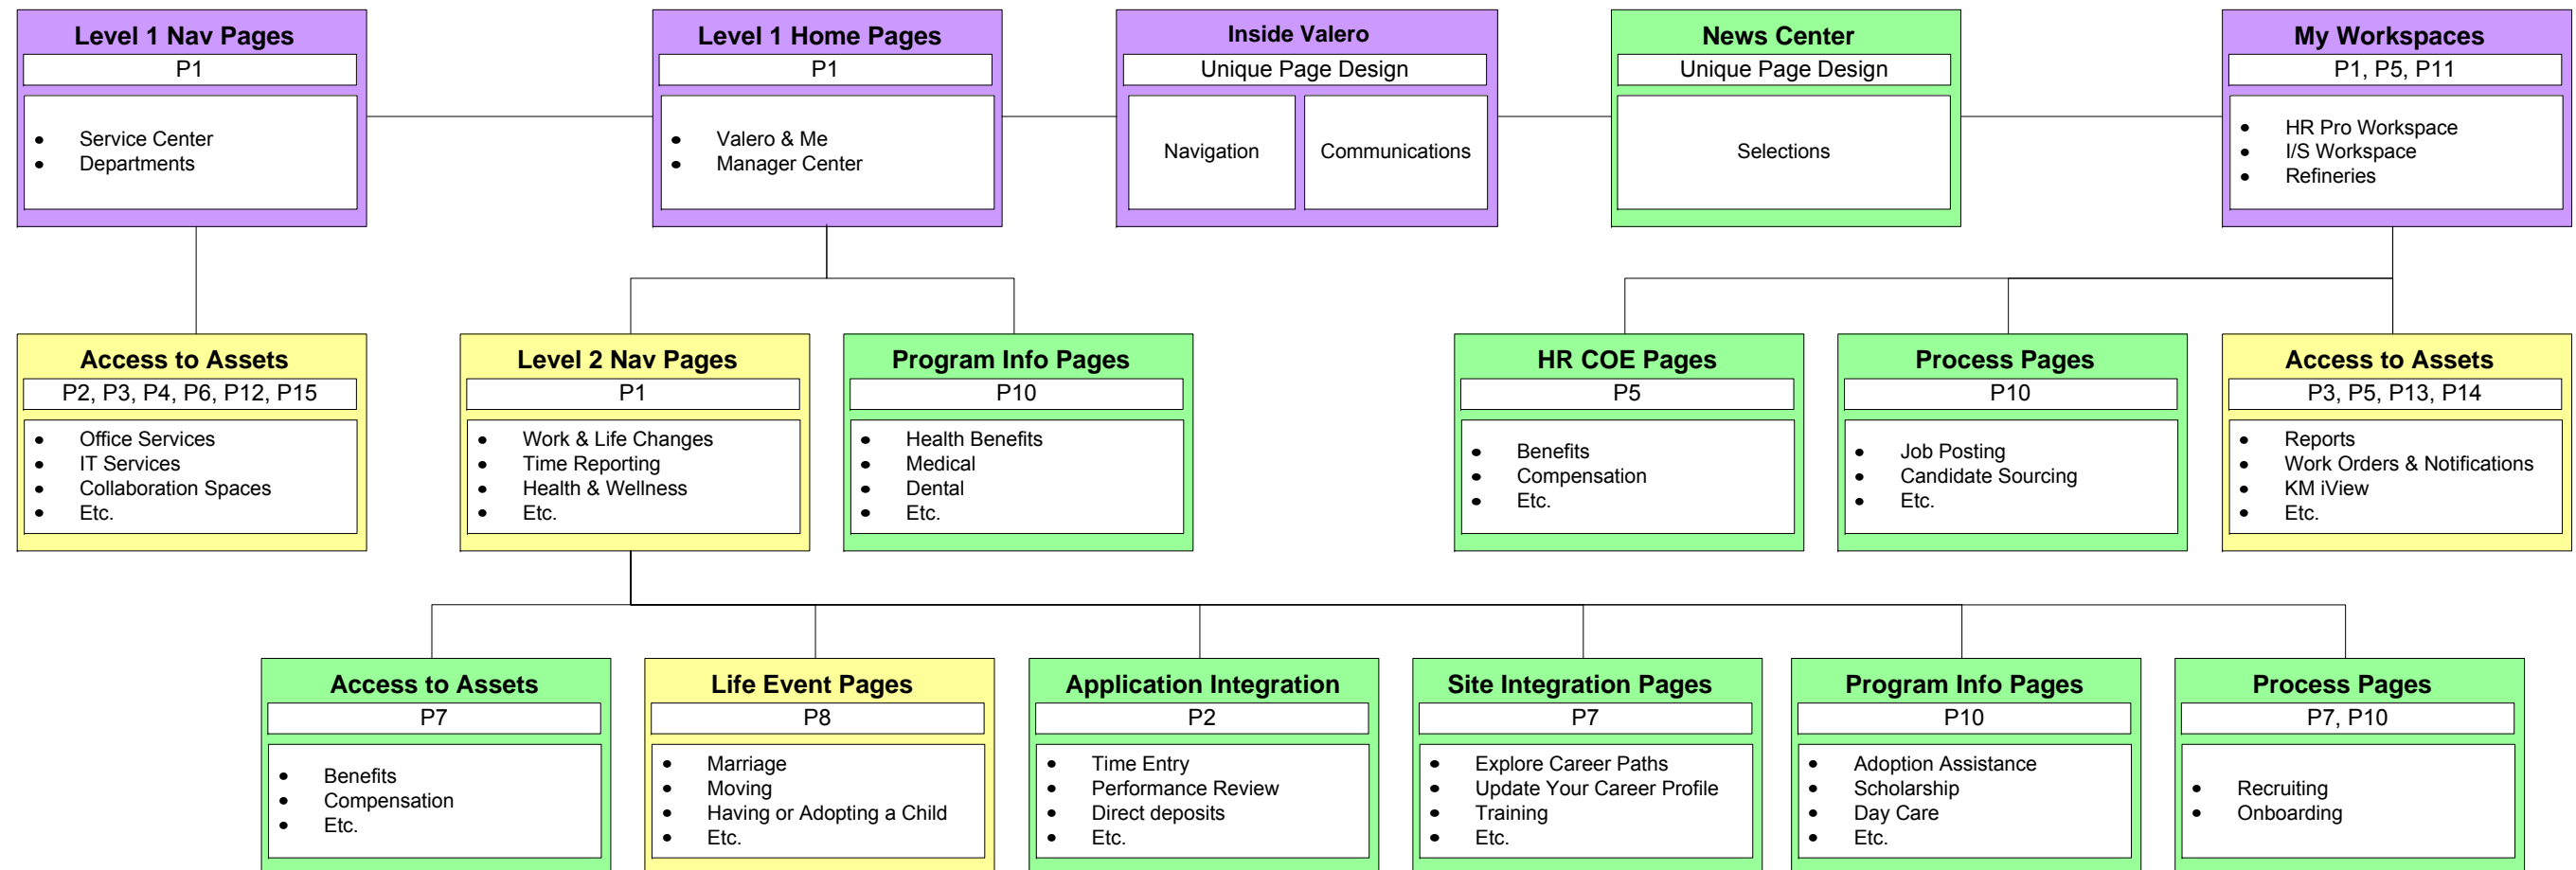 Level 1 Nav Pages
P1
• Service Center
• Departments
Level 1 Home Pages
P1
• Valero & Me
• Manager Center
Inside Valero
Unique Page Design
Navigation
Communications
News Center
Unique Page Design
Selections
My Workspaces
P1, P5, P11
• HR Pro Workspace
• I/S Workspace
• Refineries
Access to Assets
P2, P3, P4, P6, P12, P15
• Office Services
• IT Services
• Collaboration Spaces
• Etc.
Level 2 Nav Pages
P1
• Work & Life Changes
• Time Reporting
• Health & Wellness
• Etc.
Program Info Pages
P10
• Health Benefits
• Medical
• Dental
• Etc.
HR COE Pages
P5
• Benefits
• Compensation
• Etc.
Process Pages
P10
• Job Posting
• Candidate Sourcing
• Etc.
Access to Assets
P3, P5, P13, P14
• Reports
• Work Orders & Notifications
• KM iView
• Etc.
Access to Assets
P7
• Benefits
• Compensation
• Etc.
Life Event Pages
P8
• Marriage
• Moving
• Having or Adopting a Child
• Etc.
Application Integration
P2
• Time Entry
• Performance Review
• Direct deposits
• Etc.
Site Integration Pages
P7
• Explore Career Paths
• Update Your Career Profile
• Training
• Etc.
Program Info Pages
P10
• Adoption Assistance
• Scholarship
• Day Care
• Etc.
Process Pages
P7, P10
• Recruiting
• Onboarding